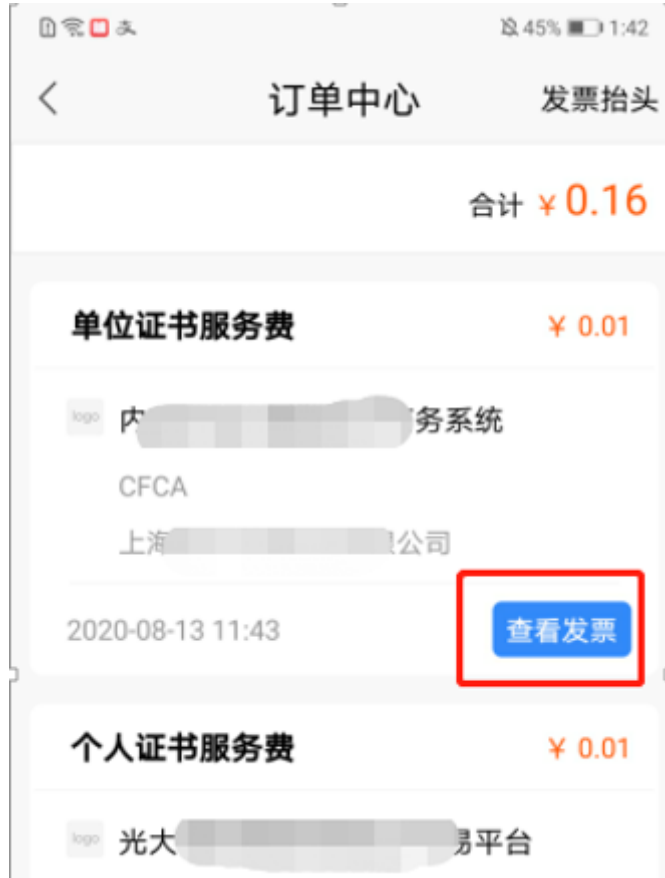 45% 1:42
订单中心 发票抬头
合计 ¥ 0.16
单位证书服务费 ¥ 0.01
logo 内 务系统
CFCA
上海 公司
2020-08-13 11:43 查看发票
个人证书服务费 ¥ 0.01
logo 光大 易平台